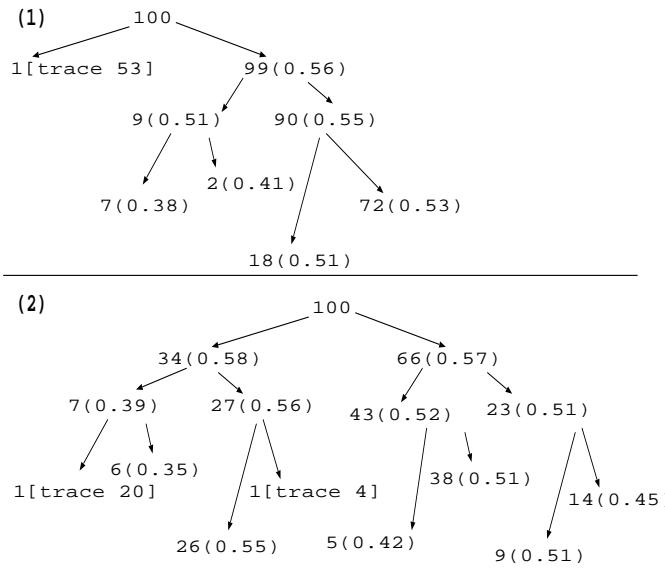 (1)
100
1[trace 53] 99(0.56)
9(0.51) 90(0.55)
2(0.41)
7(0.38) 72(0.53)
18(0.51)
(2)
100
34(0.58) 66(0.57)
7(0.39) 27(0.56) 43(0.52) 23(0.51)
6(0.35) 38(0.51)
1[trace 20] 1[trace 4] 14(0.45)
26(0.55) 5(0.42) 9(0.51)